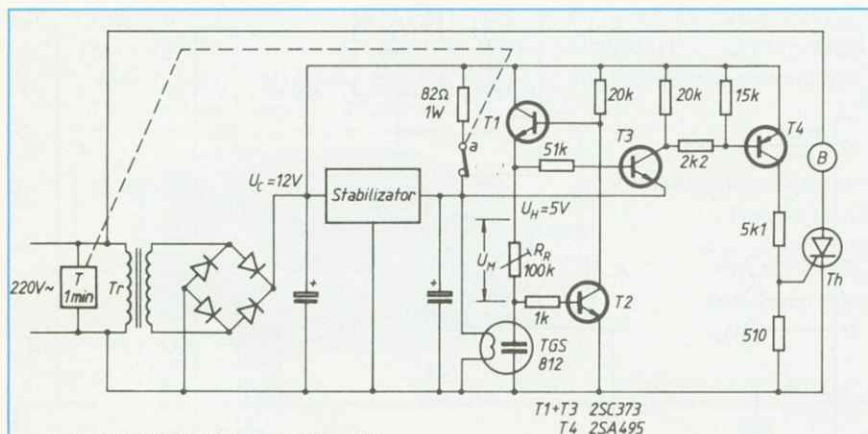 82Ω
1W
a
T1
20k
20k
15k
51k
T3
2k2
T4
B
U_C=12V
Stabilizator
U_H=5V
5k1
U_M
R_R
100k
Th
220V~
T
1min
Tr
1k
T2
510
TGS
812
T1÷T3 2SC373
T4 2SA495